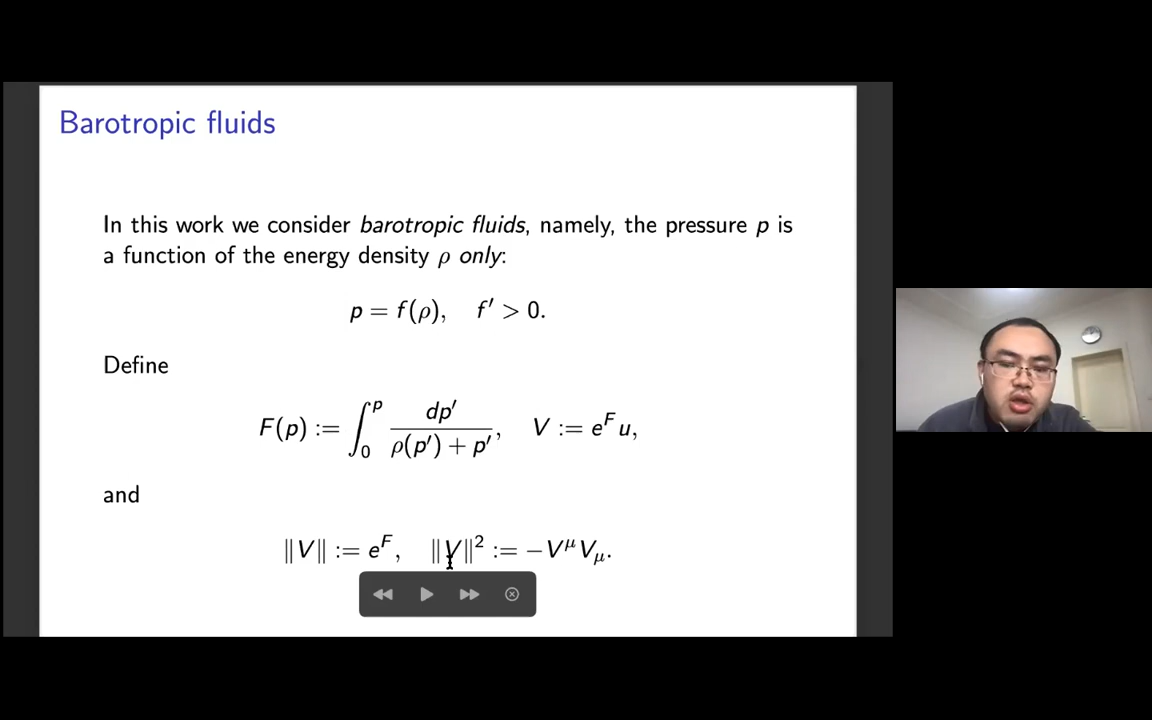 Barotropic fluids
In this work we consider barotropic fluids, namely, the pressure p is
a function of the energy density ρ only:
p = f(ρ), f′ > 0.
Define
F(p) := ∫₀ᵖ dp′ / (ρ(p′) + p′), V := e^F u,
and
‖V‖ := e^F, ‖V‖² := −V^μ V_μ.